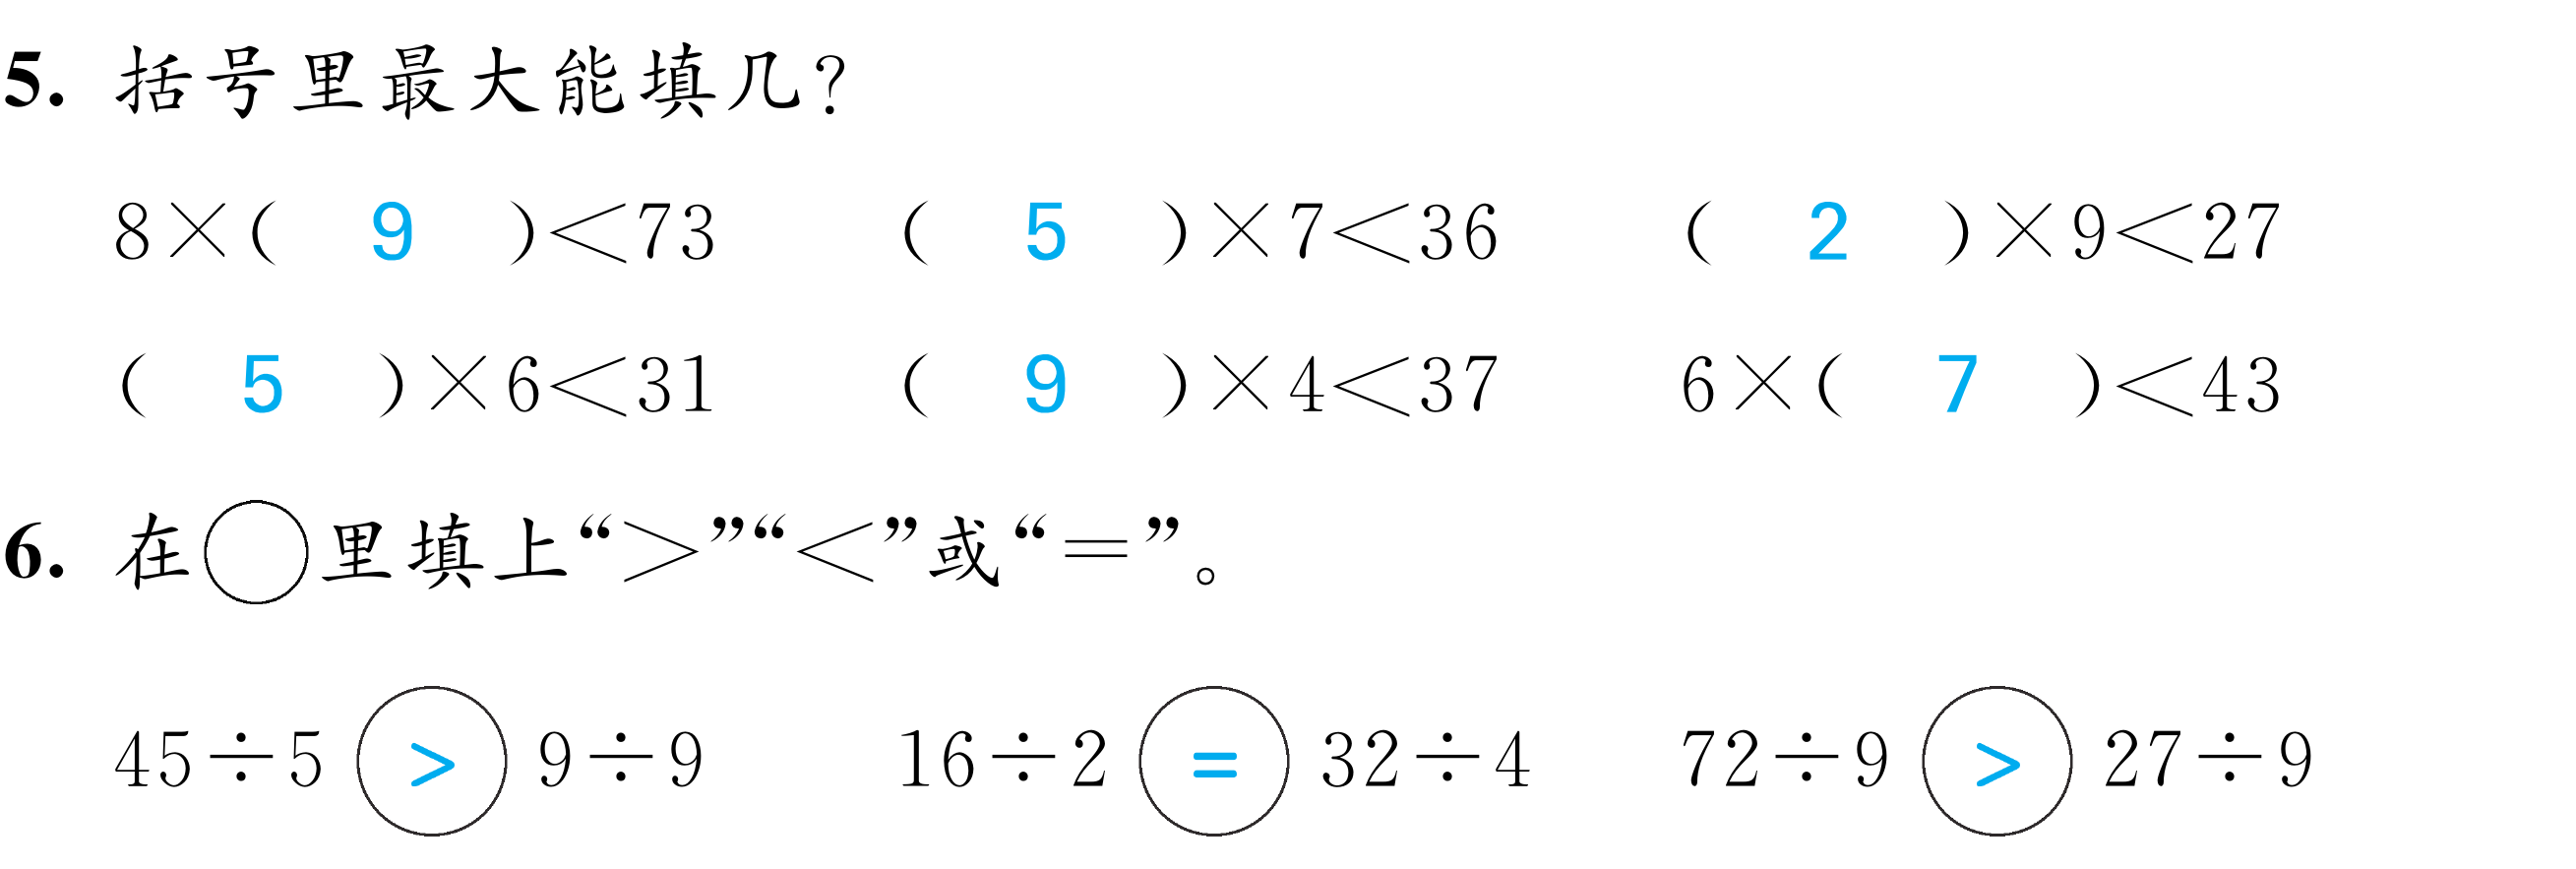 5. 括号里最大能填几?
8×( 9 )<73 ( 5 )×7<36 ( 2 )×9<27
( 5 )×6<31 ( 9 )×4<37 6×( 7 )<43
6. 在○里填上“>”“<”或“=”。
45÷5 > 9÷9 16÷2 = 32÷4 72÷9 > 27÷9